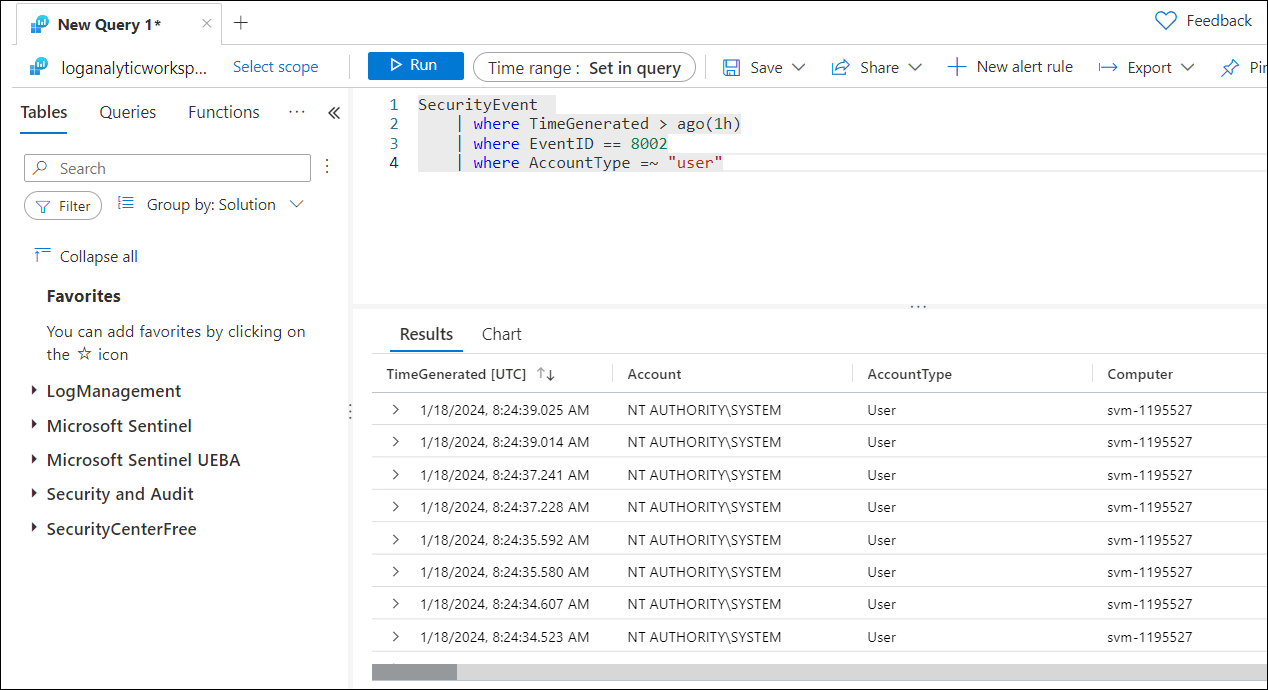 New Query 1*
Feedback
loganalyticworksp...
Select scope
Run
Time range : Set in query
Save
Share
New alert rule
Export
Tables
Queries
Functions
Search
Filter
Group by: Solution
Collapse all
Favorites
You can add favorites by clicking on
the ☆ icon
LogManagement
Microsoft Sentinel
Microsoft Sentinel UEBA
Security and Audit
SecurityCenterFree
1 SecurityEvent
2 | where TimeGenerated > ago(1h)
3 | where EventID == 8002
4 | where AccountType =~ "user"
Results Chart
TimeGenerated [UTC] Account AccountType Computer
1/18/2024, 8:24:39.025 AM NT AUTHORITY\SYSTEM User svm-1195527
1/18/2024, 8:24:39.014 AM NT AUTHORITY\SYSTEM User svm-1195527
1/18/2024, 8:24:37.241 AM NT AUTHORITY\SYSTEM User svm-1195527
1/18/2024, 8:24:37.228 AM NT AUTHORITY\SYSTEM User svm-1195527
1/18/2024, 8:24:35.592 AM NT AUTHORITY\SYSTEM User svm-1195527
1/18/2024, 8:24:35.580 AM NT AUTHORITY\SYSTEM User svm-1195527
1/18/2024, 8:24:34.607 AM NT AUTHORITY\SYSTEM User svm-1195527
1/18/2024, 8:24:34.523 AM NT AUTHORITY\SYSTEM User svm-1195527